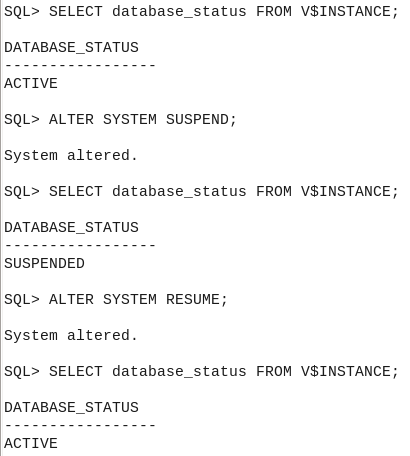 SQL> SELECT database_status FROM V$INSTANCE;
DATABASE_STATUS
-----------------
ACTIVE
SQL> ALTER SYSTEM SUSPEND;
System altered.
SQL> SELECT database_status FROM V$INSTANCE;
DATABASE_STATUS
-----------------
SUSPENDED
SQL> ALTER SYSTEM RESUME;
System altered.
SQL> SELECT database_status FROM V$INSTANCE;
DATABASE_STATUS
-----------------
ACTIVE